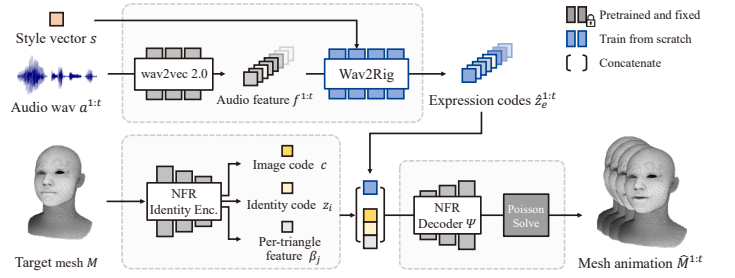 Style vector s
Audio wav a^{1:t}
wav2vec 2.0
Audio feature f^{1:t}
Wav2Rig
Expression codes ẑ_e^{1:t}
Pretrained and fixed
Train from scratch
Concatenate
Target mesh M
NFR
Identity Enc.
Image code c
Identity code z_i
Per-triangle
feature β_j
NFR
Decoder Ψ
Poisson
Solve
Mesh animation M̂^{1:t}